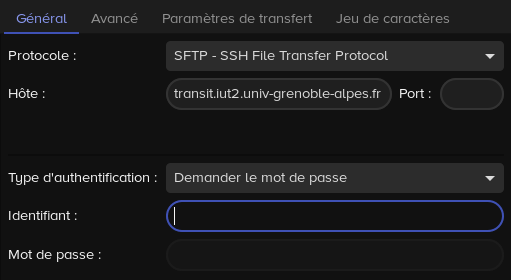 Général Avancé Paramètres de transfert Jeu de caractères
Protocole : SFTP - SSH File Transfer Protocol
Hôte : transit.iut2.univ-grenoble-alpes.fr Port :
Type d'authentification : Demander le mot de passe
Identifiant :
Mot de passe :